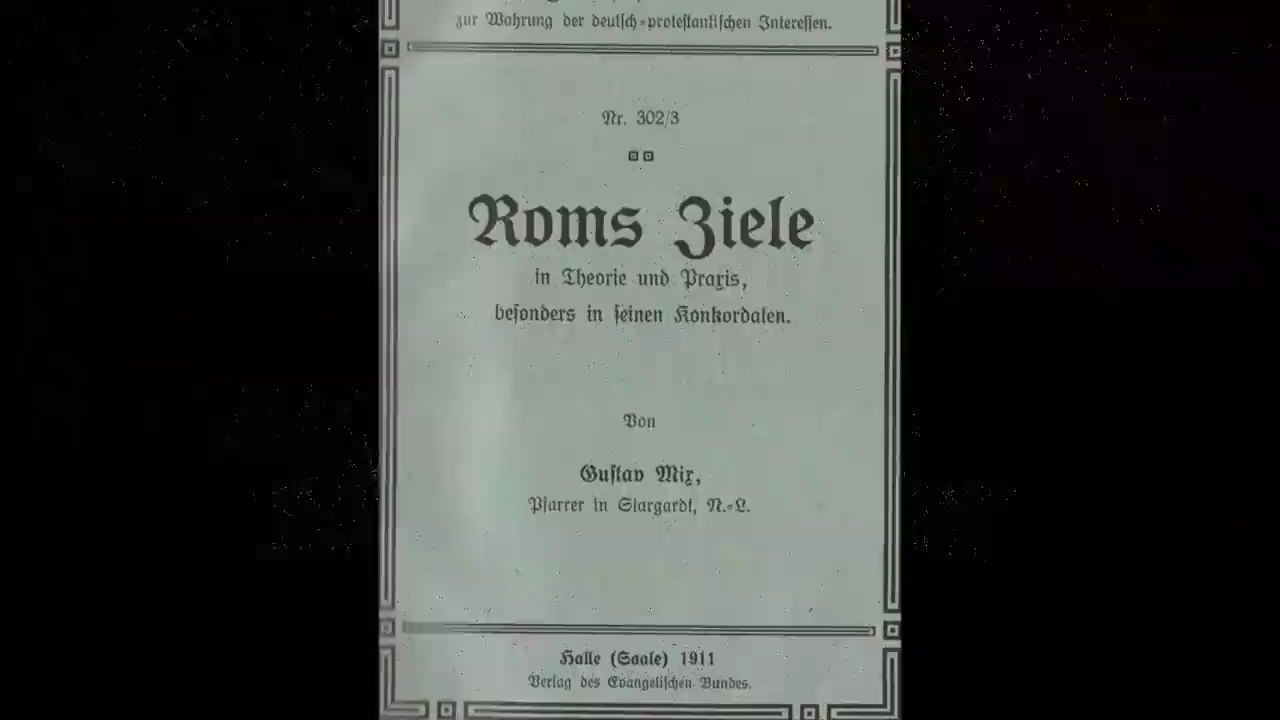 zur Wahrung der deutsch-protestantischen Interessen.
Nr. 302/3
Roms Ziele
in Theorie und Praxis,
besonders in seinen Konkordaten.
Von
Gustav Mix,
Pfarrer in Stargardt, N.-L.
Halle (Saale) 1911
Verlag des Evangelischen Bundes.